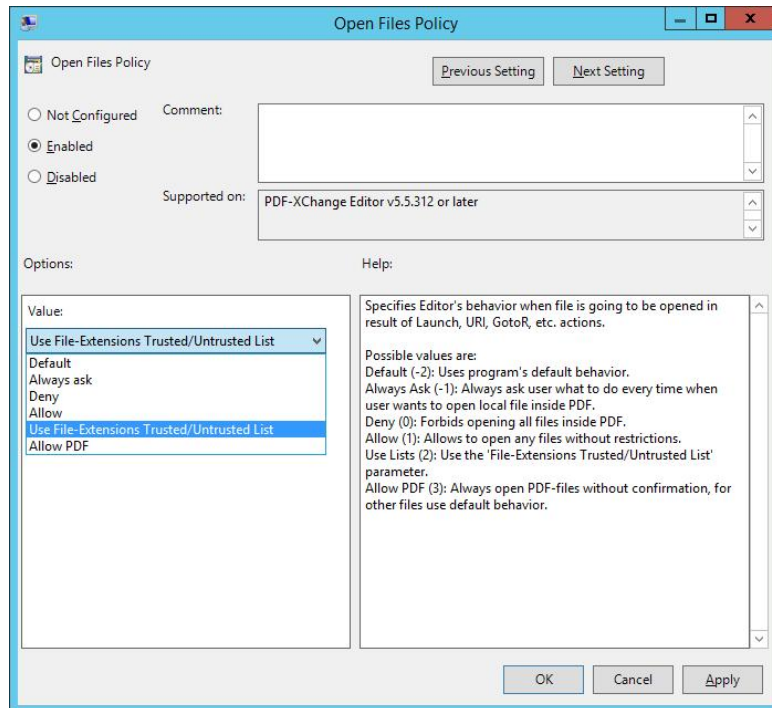 Open Files Policy
Open Files Policy
Previous Setting
Next Setting
Not Configured
Comment:
Enabled
Disabled
Supported on:
PDF-XChange Editor v5.5.312 or later
Options:
Help:
Value:
Use File-Extensions Trusted/Untrusted List
Default
Always ask
Deny
Allow
Use File-Extensions Trusted/Untrusted List
Allow PDF
Specifies Editor's behavior when file is going to be opened in
result of Launch, URI, GotoR, etc. actions.
Possible values are:
Default (-2): Uses program's default behavior.
Always Ask (-1): Always ask user what to do every time when
user wants to open local file inside PDF.
Deny (0): Forbids opening all files inside PDF.
Allow (1): Allows to open any files without restrictions.
Use Lists (2): Use the 'File-Extensions Trusted/Untrusted List'
parameter.
Allow PDF (3): Always open PDF-files without confirmation, for
other files use default behavior.
OK
Cancel
Apply